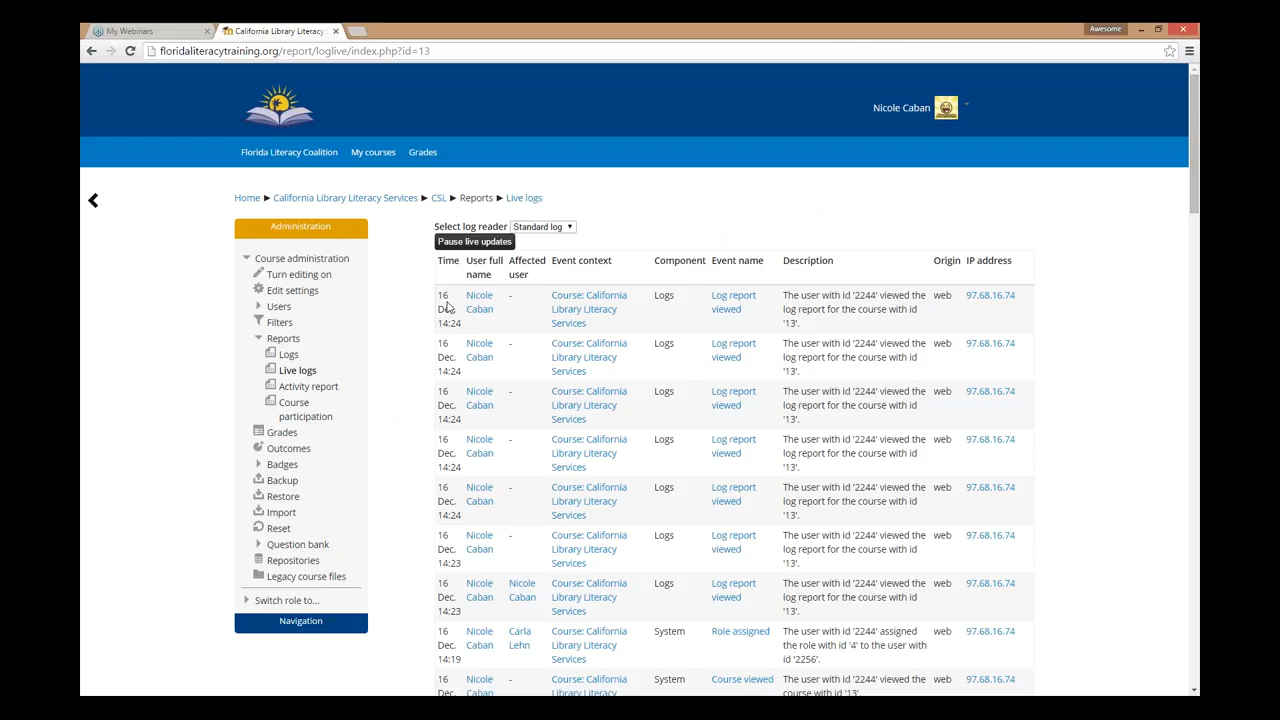 My Webinars
California Library Literacy
Awesome
floridaliteracytraining.org/report/loglive/index.php?id=13
Nicole Caban
Florida Literacy Coalition My courses Grades
Home ► California Library Literacy Services ► CSL ► Reports ► Live logs
Administration
Course administration
Turn editing on
Edit settings
Users
Filters
Reports
Logs
Live logs
Activity report
Course
participation
Grades
Outcomes
Badges
Backup
Restore
Import
Reset
Question bank
Repositories
Legacy course files
Switch role to...
Navigation
Select log reader Standard log
Pause live updates
Time User full Affected Event context Component Event name Description Origin IP address
name user
16 Nicole - Course: California Logs Log report The user with id '2244' viewed the web 97.68.16.74
Dec, Caban Library Literacy viewed log report for the course with id
14:24 Services '13'.
16 Nicole - Course: California Logs Log report The user with id '2244' viewed the web 97.68.16.74
Dec, Caban Library Literacy viewed log report for the course with id
14:24 Services '13'.
16 Nicole - Course: California Logs Log report The user with id '2244' viewed the web 97.68.16.74
Dec, Caban Library Literacy viewed log report for the course with id
14:24 Services '13'.
16 Nicole - Course: California Logs Log report The user with id '2244' viewed the web 97.68.16.74
Dec, Caban Library Literacy viewed log report for the course with id
14:24 Services '13'.
16 Nicole - Course: California Logs Log report The user with id '2244' viewed the web 97.68.16.74
Dec, Caban Library Literacy viewed log report for the course with id
14:24 Services '13'.
16 Nicole - Course: California Logs Log report The user with id '2244' viewed the web 97.68.16.74
Dec, Caban Library Literacy viewed log report for the course with id
14:23 Services '13'.
16 Nicole Nicole Course: California Logs Log report The user with id '2244' viewed the web 97.68.16.74
Dec, Caban Caban Library Literacy viewed log report for the course with id
14:23 Services '13'.
16 Nicole Carla Course: California System Role assigned The user with id '2244' assigned web 97.68.16.74
Dec, Caban Lehn Library Literacy the role with id '4' to the user with
14:19 Services id '2256'.
16 Nicole - Course: California System Course viewed The user with id '2244' viewed the web 97.68.16.74
Dec, Caban Library Literacy course with id '13'.